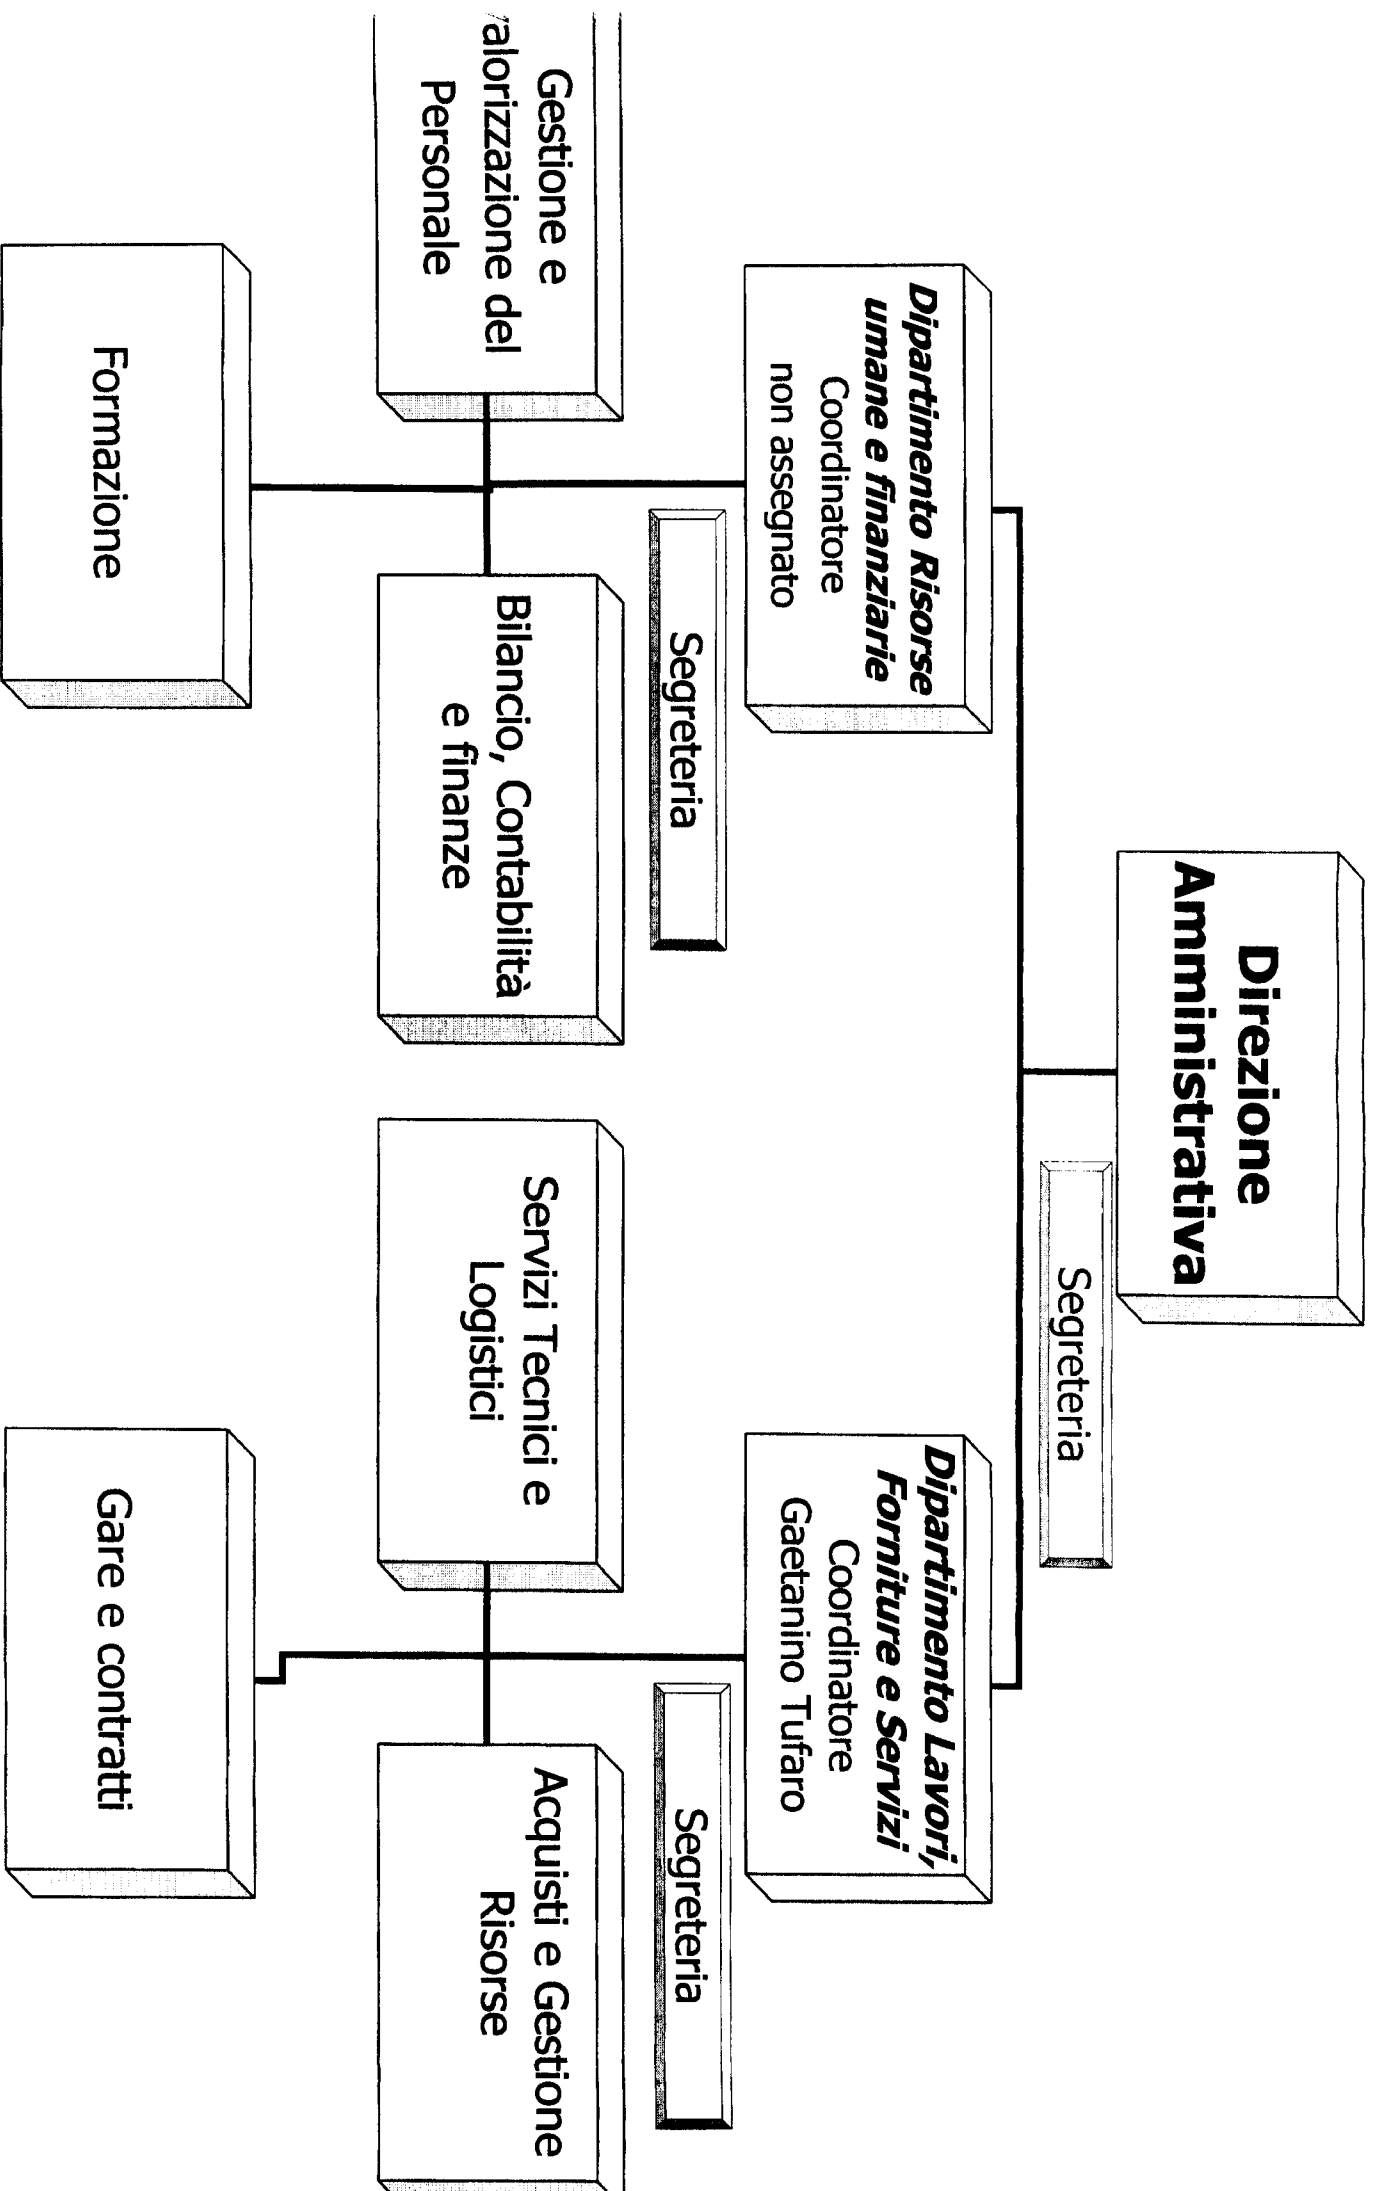 Direzione
Amministrativa
Segreteria
Dipartimento Risorse
umane e finanziarie
Coordinatore
non assegnato
Dipartimento Lavori,
Forniture e Servizi
Coordinatore
Gaetanino Tufaro
Segreteria
Segreteria
Gestione e
valorizzazione del
Personale
Bilancio, Contabilità
e finanze
Servizi Tecnici e
Logistici
Acquisti e Gestione
Risorse
Formazione
Gare e contratti